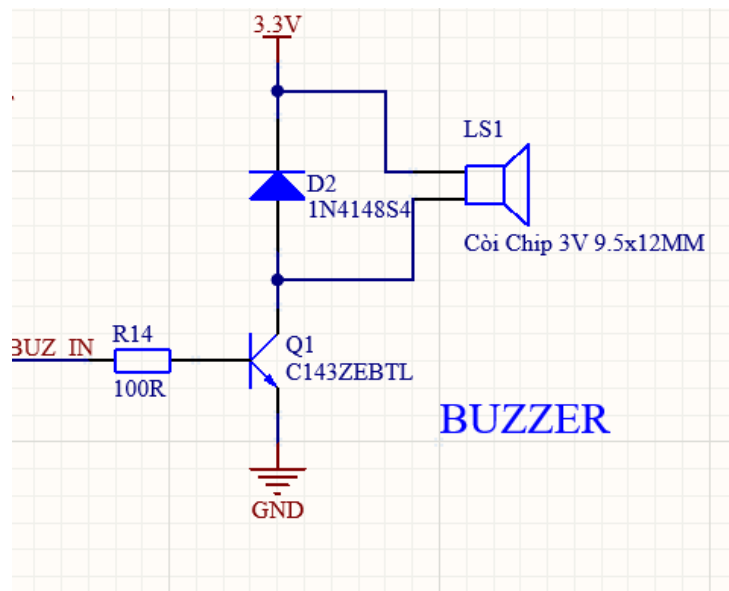 3.3V
LS1
D2
1N4148S4
Còi Chip 3V 9.5x12MM
R14
BUZ_IN
Q1
100R
C143ZEBTL
BUZZER
GND